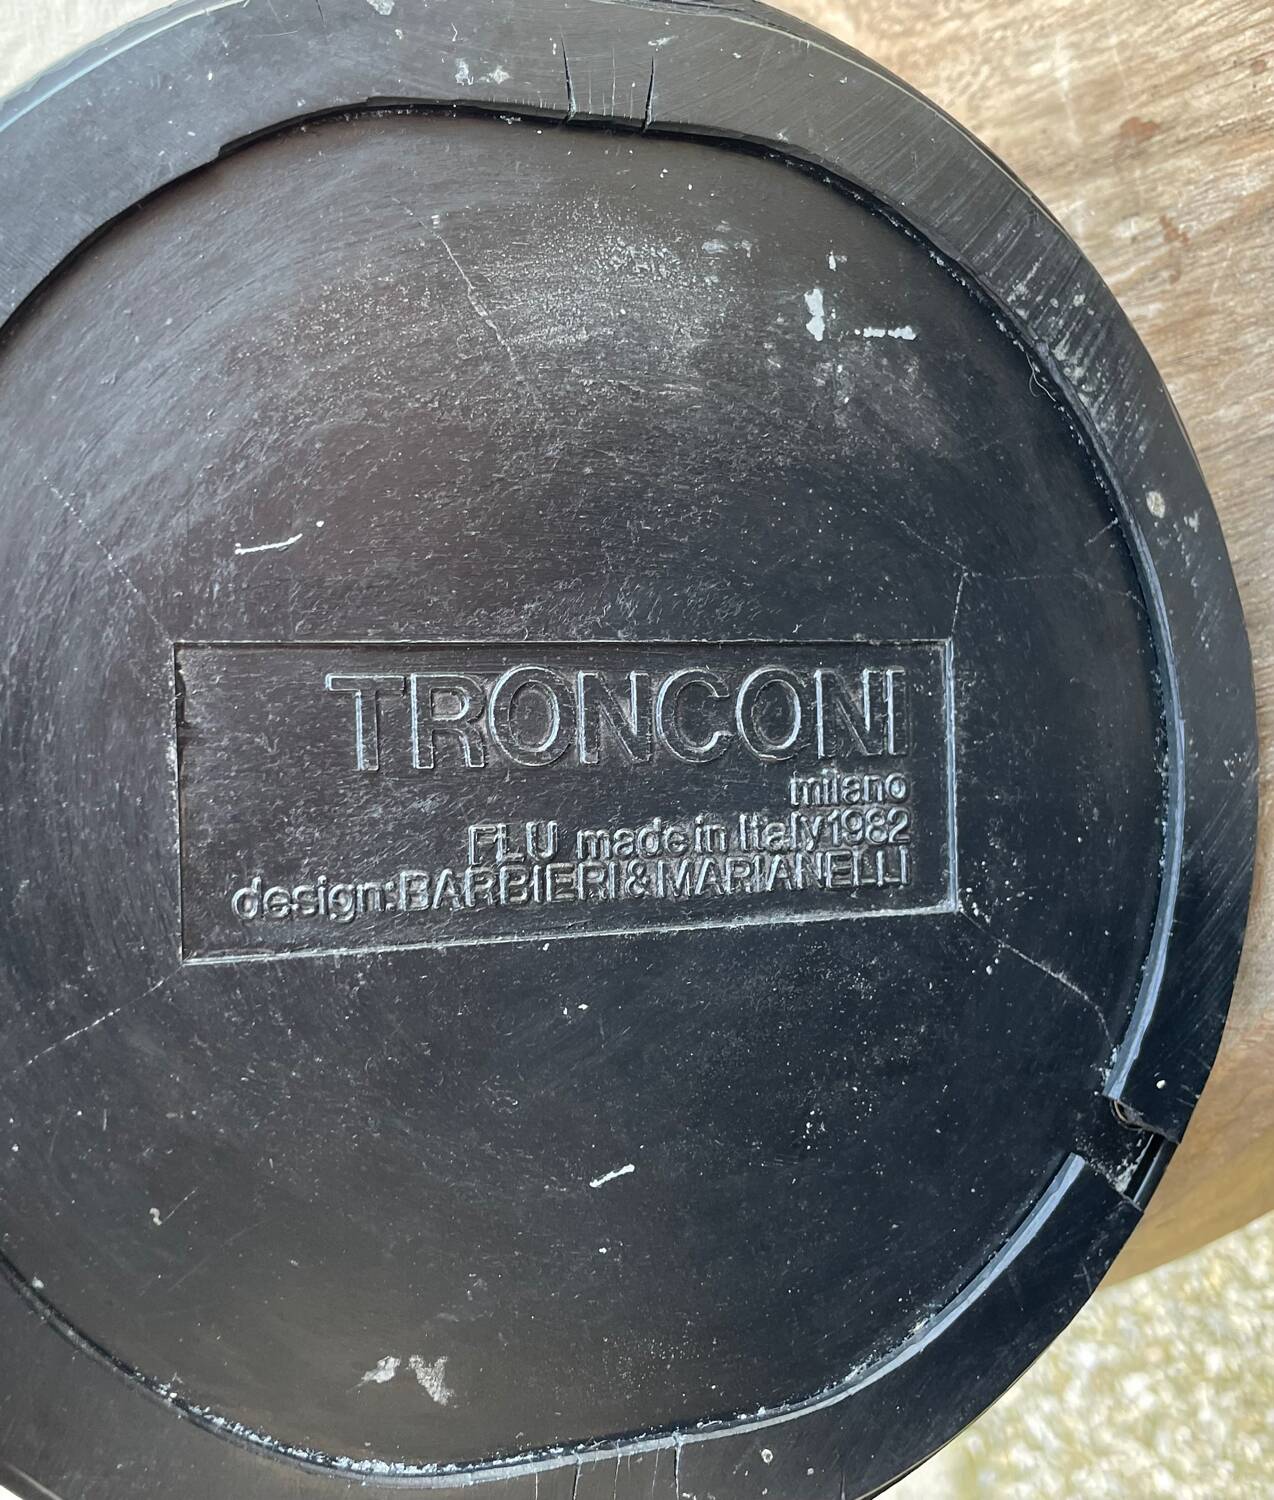 TRONCONI
milano
FLU made in Italy 1982
design: BARBIERI & MARIANELLI